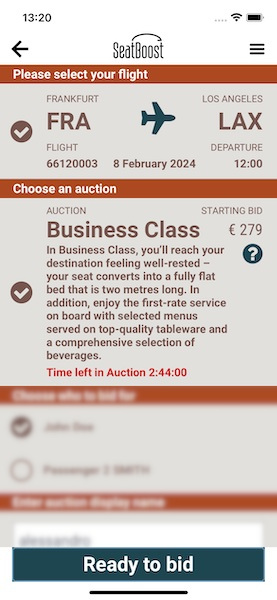 13:20
SeatBoost
Please select your flight
FRANKFURT
LOS ANGELES
FRA
LAX
FLIGHT
DEPARTURE
66120003
8 February 2024
12:00
Choose an auction
AUCTION
STARTING BID
Business Class
€ 279
In Business Class, you'll reach your
destination feeling well-rested –
your seat converts into a fully flat
bed that is two metres long. In
addition, enjoy the first-rate service
on board with selected menus
served on top-quality tableware and
a comprehensive selection of
beverages.
?
Time left in Auction 2:44:00
Choose who to bid for
John Doe
Passenger 2 SMITH
Enter auction display name
alessandro
Ready to bid